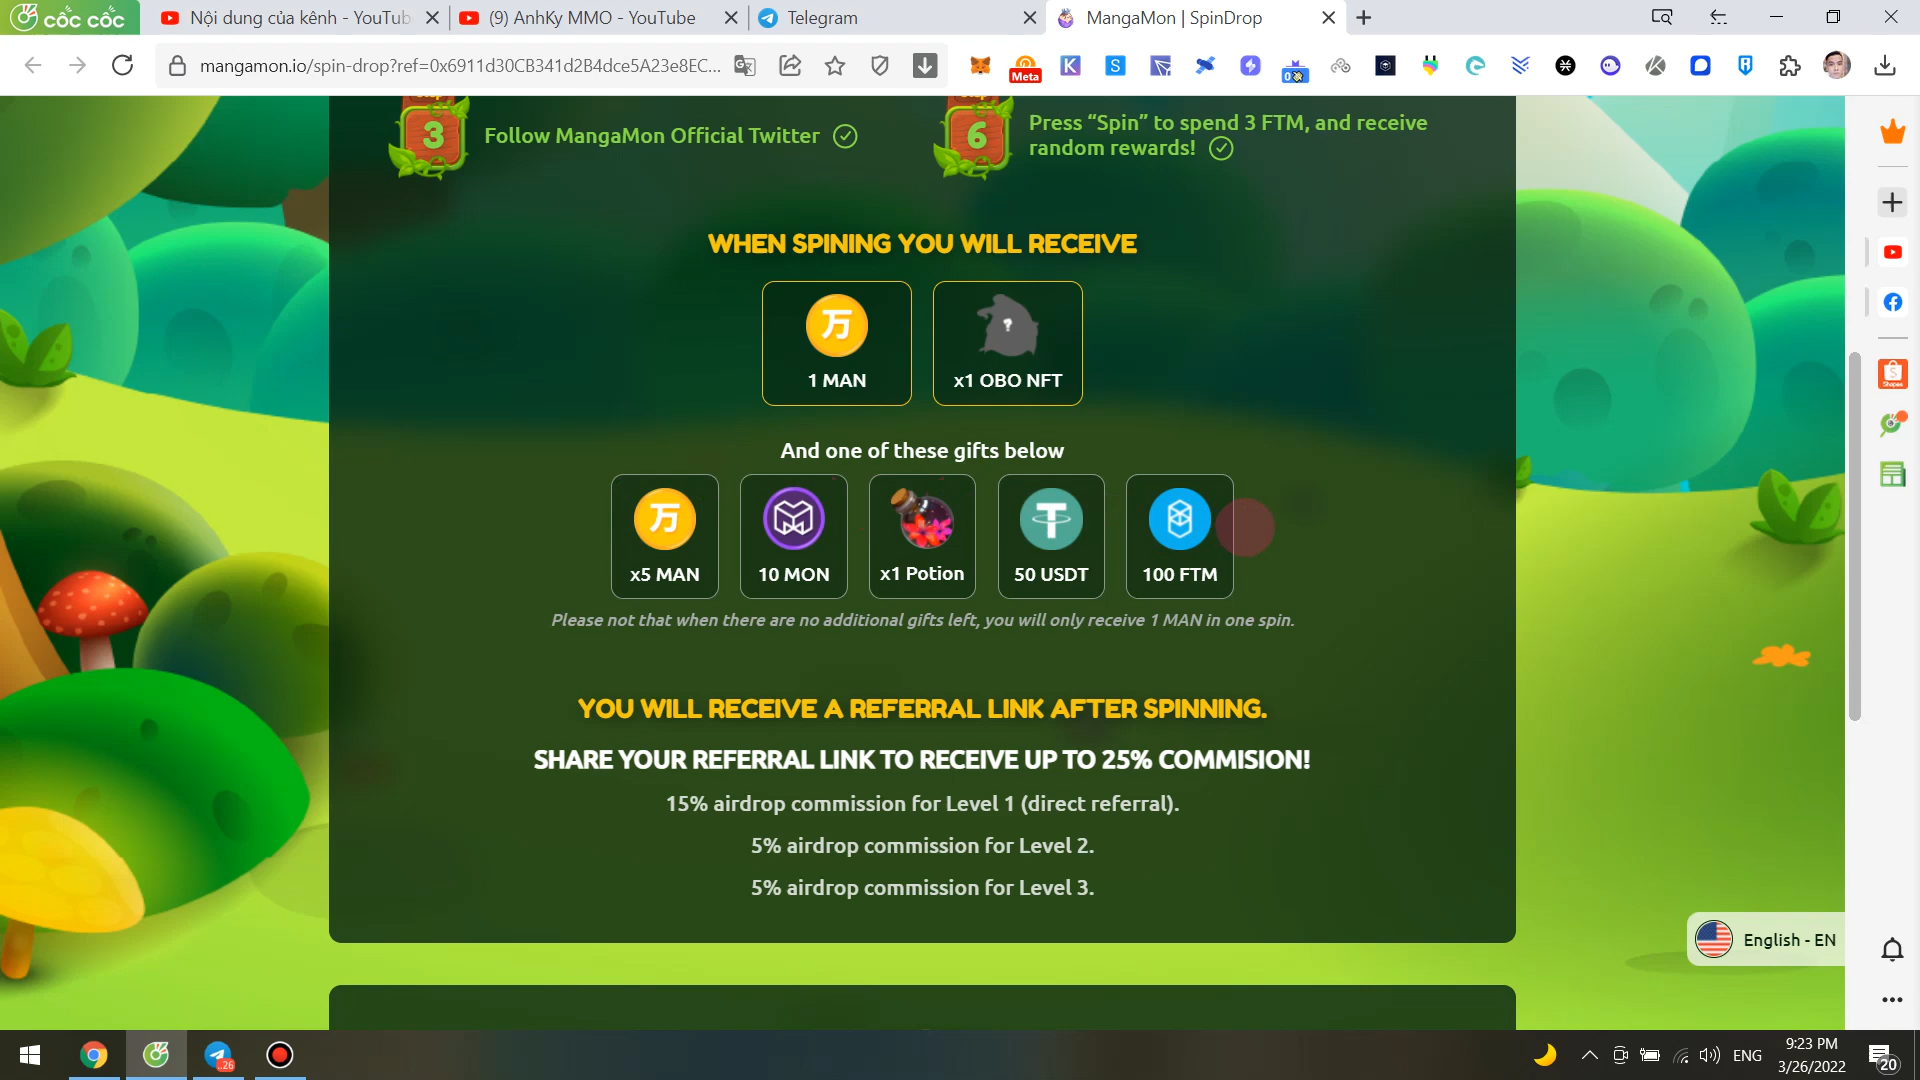 cốc cốc
Nội dung của kênh - YouTub
(9) AnhKy MMO - YouTube
Telegram
MangaMon | SpinDrop
mangamon.io/spin-drop?ref=0x6911d30CB341d2B4dce5A23e8EC...
Meta
3
Follow MangaMon Official Twitter
6
Press “Spin” to spend 3 FTM, and receive
random rewards!
WHEN SPINING YOU WILL RECEIVE
万
?
1 MAN
x1 OBO NFT
And one of these gifts below
万
x5 MAN
10 MON
x1 Potion
50 USDT
100 FTM
Please not that when there are no additional gifts left, you will only receive 1 MAN in one spin.
YOU WILL RECEIVE A REFERRAL LINK AFTER SPINNING.
SHARE YOUR REFERRAL LINK TO RECEIVE UP TO 25% COMMISION!
15% airdrop commission for Level 1 (direct referral).
5% airdrop commission for Level 2.
5% airdrop commission for Level 3.
English - EN
ENG
9:23 PM
3/26/2022
20